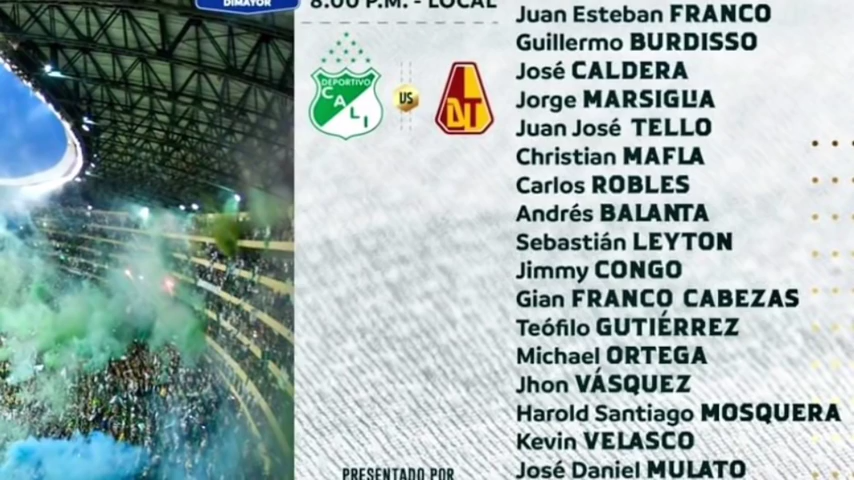 DIMAYOR
8:00 P.M. - LOCAL
DEPORTIVO
CALI
VS
DT
PRESENTADO POR
Juan Esteban FRANCO
Guillermo BURDISSO
José CALDERA
Jorge MARSIGLIA
Juan José TELLO
Christian MAFLA
Carlos ROBLES
Andrés BALANTA
Sebastián LEYTON
Jimmy CONGO
Gian FRANCO CABEZAS
Teófilo GUTIÉRREZ
Michael ORTEGA
Jhon VÁSQUEZ
Harold Santiago MOSQUERA
Kevin VELASCO
José Daniel MULATO